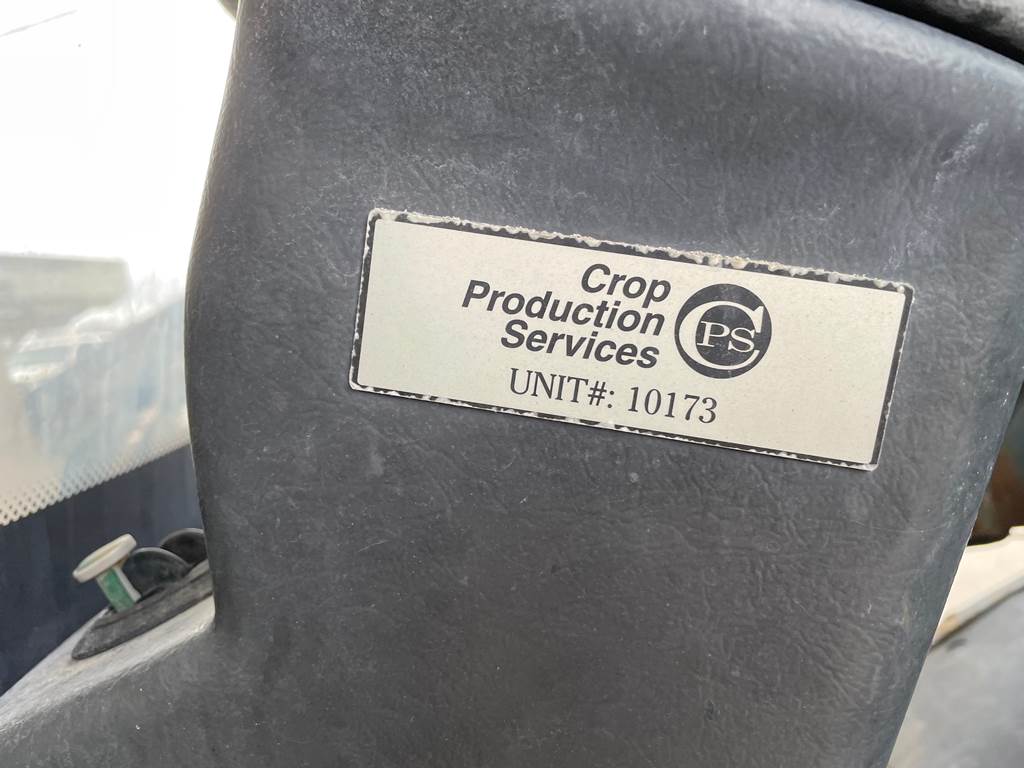 Crop
Production
Services
CPS
UNIT#: 10173